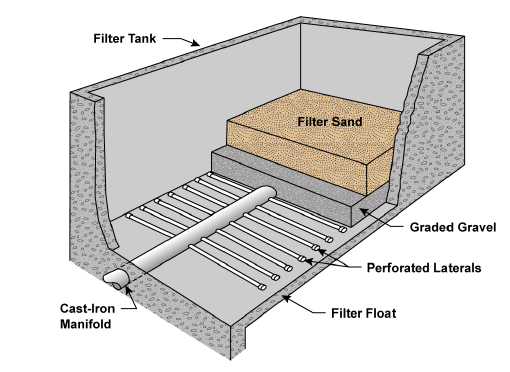 Filter Tank
Filter Sand
Graded Gravel
Perforated Laterals
Cast-Iron
Manifold
Filter Float